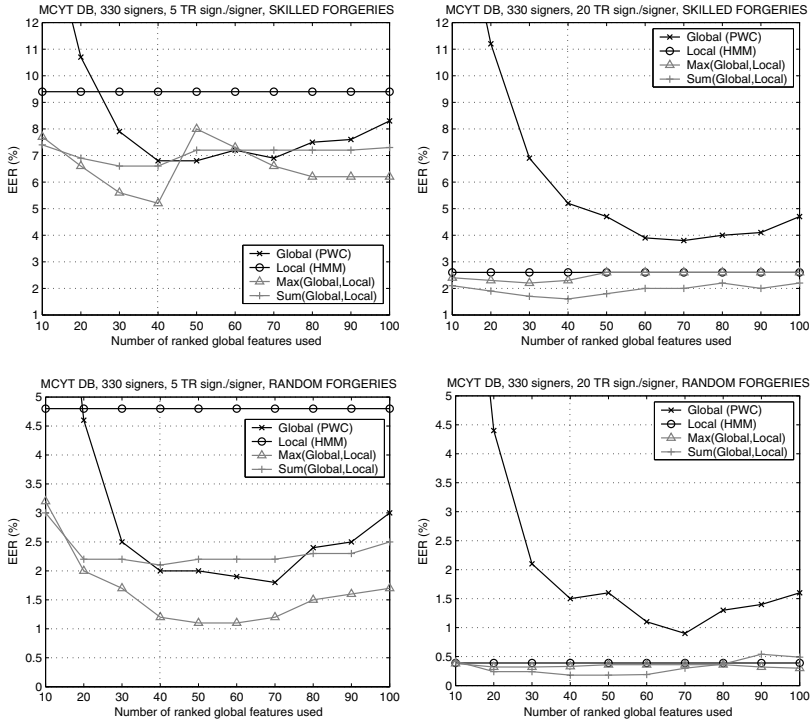 MCYT DB, 330 signers, 5 TR sign./signer, SKILLED FORGERIES
12
11
10
9
8
7
6
5
4
3
2
1
EER (%)
Global (PWC)
Local (HMM)
Max(Global,Local)
Sum(Global,Local)
10 20 30 40 50 60 70 80 90 100
Number of ranked global features used
MCYT DB, 330 signers, 20 TR sign./signer, SKILLED FORGERIES
12
11
10
9
8
7
6
5
4
3
2
1
EER (%)
Global (PWC)
Local (HMM)
Max(Global,Local)
Sum(Global,Local)
10 20 30 40 50 60 70 80 90 100
Number of ranked global features used
MCYT DB, 330 signers, 5 TR sign./signer, RANDOM FORGERIES
5
4.5
4
3.5
3
2.5
2
1.5
1
0.5
0
EER (%)
Global (PWC)
Local (HMM)
Max(Global,Local)
Sum(Global,Local)
10 20 30 40 50 60 70 80 90 100
Number of ranked global features used
MCYT DB, 330 signers, 20 TR sign./signer, RANDOM FORGERIES
5
4.5
4
3.5
3
2.5
2
1.5
1
0.5
0
EER (%)
Global (PWC)
Local (HMM)
Max(Global,Local)
Sum(Global,Local)
10 20 30 40 50 60 70 80 90 100
Number of ranked global features used